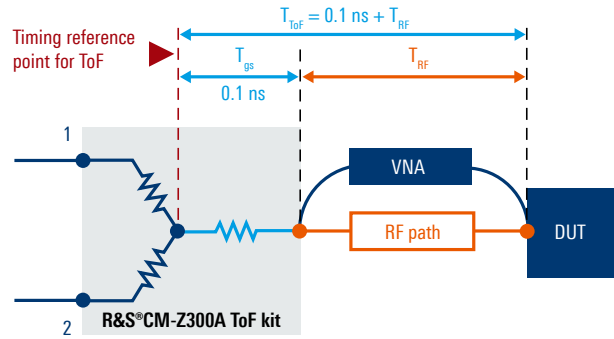 T_ToF = 0.1 ns + T_RF
Timing reference
point for ToF
T_gs
T_RF
0.1 ns
1
VNA
RF path
DUT
2
R&S®CM-Z300A ToF kit